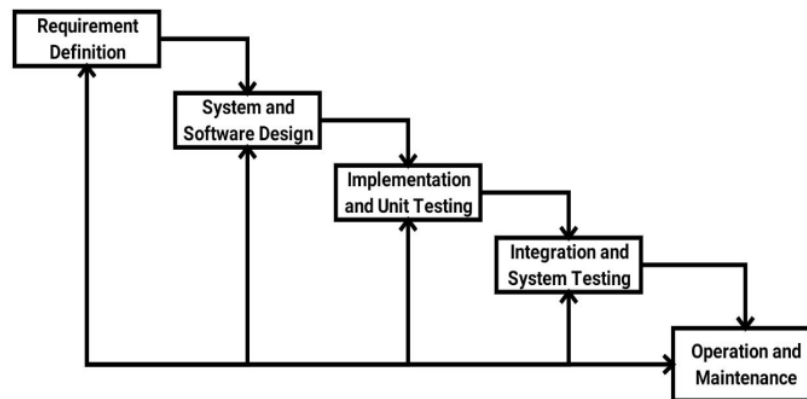 Requirement
Definition
System and
Software Design
Implementation
and Unit Testing
Integration and
System Testing
Operation and
Maintenance